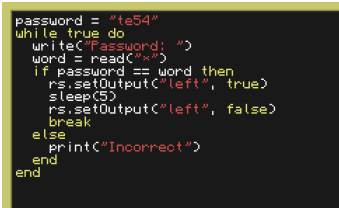 password = "te54"
while true do
  write("Password: ")
  word = read("*")
  if password == word then
    rs.setOutput("left", true)
    sleep(5)
    rs.setOutput("left", false)
    break
  else
    print("Incorrect")
  end
end